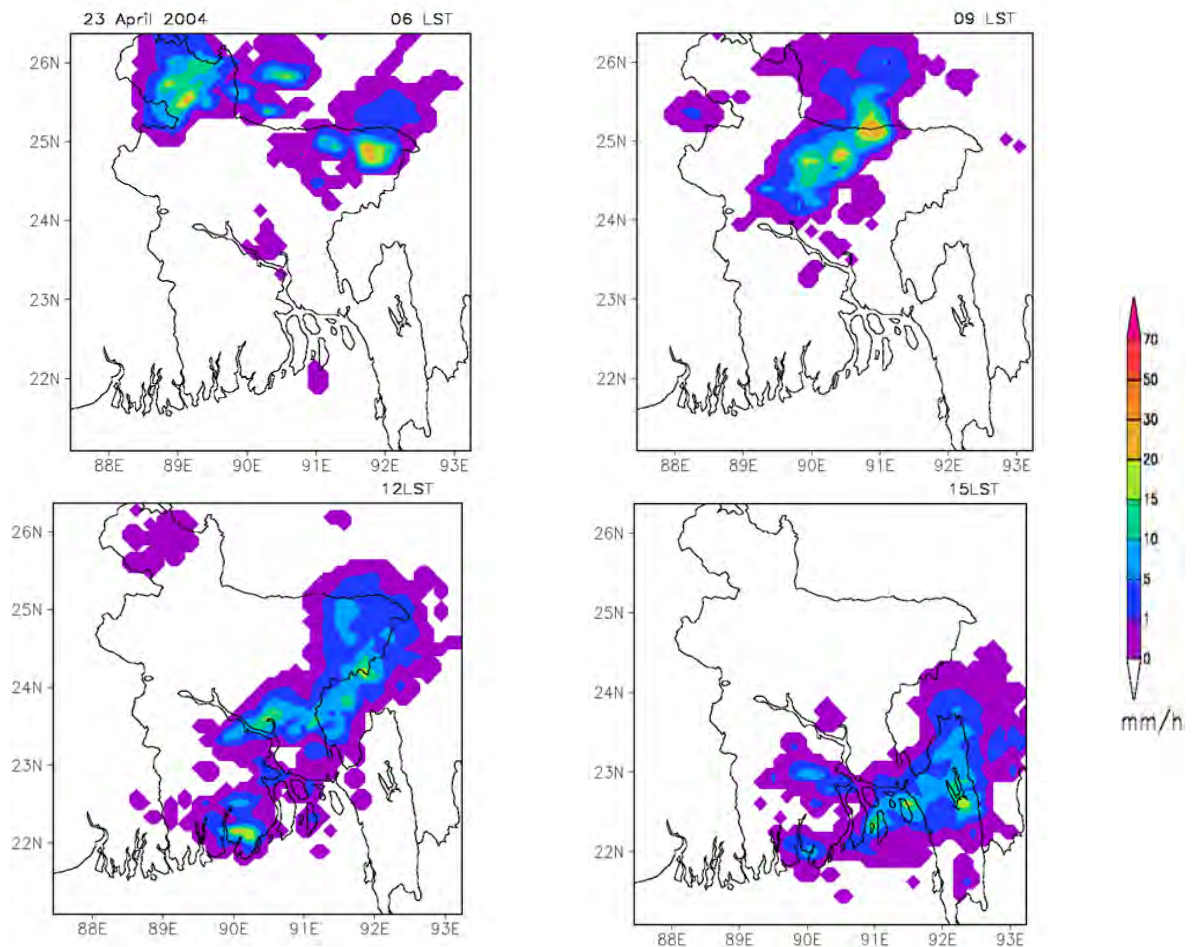 23 April 2004 06 LST
26N
25N
24N
23N
22N
88E 89E 90E 91E 92E 93E
09 LST
26N
25N
24N
23N
22N
88E 89E 90E 91E 92E 93E
12LST
26N
25N
24N
23N
22N
88E 89E 90E 91E 92E 93E
15LST
26N
25N
24N
23N
22N
88E 89E 90E 91E 92E 93E
70
50
30
20
15
10
5
1
0
mm/h